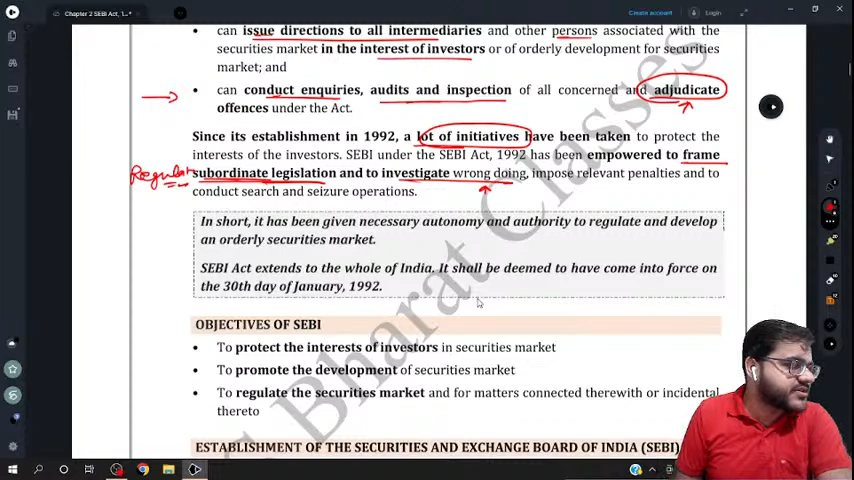 Chapter 2 SEBI Act, 1992...*
Create account
Login
• can issue directions to all intermediaries and other persons associated with the
securities market in the interest of investors or of orderly development for securities
market; and
• can conduct enquiries, audits and inspection of all concerned and adjudicate
offences under the Act.
Since its establishment in 1992, a lot of initiatives have been taken to protect the
interests of the investors. SEBI under the SEBI Act, 1992 has been empowered to frame
subordinate legislation and to investigate wrong doing, impose relevant penalties and to
conduct search and seizure operations.
In short, it has been given necessary autonomy and authority to regulate and develop
an orderly securities market.
SEBI Act extends to the whole of India. It shall be deemed to have come into force on
the 30th day of January, 1992.
OBJECTIVES OF SEBI
• To protect the interests of investors in securities market
• To promote the development of securities market
• To regulate the securities market and for matters connected therewith or incidental
thereto
ESTABLISHMENT OF THE SECURITIES AND EXCHANGE BOARD OF INDIA (SEBI)
Bharat Classes